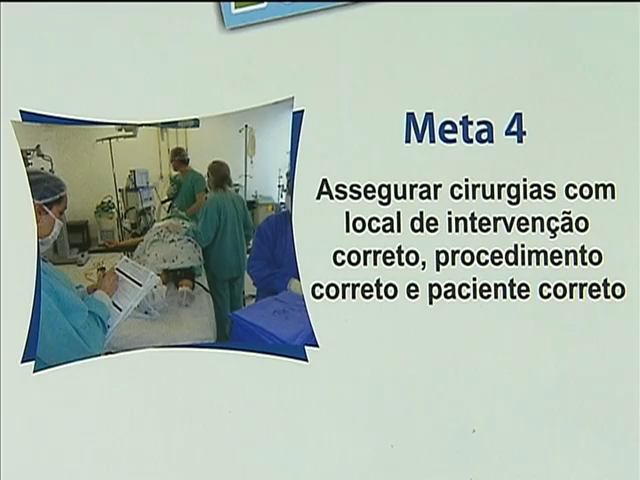 Meta 4
Assegurar cirurgias com
local de intervenção
correto, procedimento
correto e paciente correto